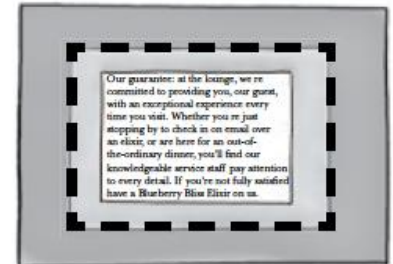 Our guarantee: at the lounge, we re
committed to providing you, our guest,
with an exceptional experience every
time you visit. Whether you re just
stopping by to check in on email over
an elixir, or are here for an out-of-
the-ordinary dinner, you'll find our
knowledgeable service staff pay attention
to every detail. If you're not fully satisfied
have a Blueberry Bliss Elixir on us.